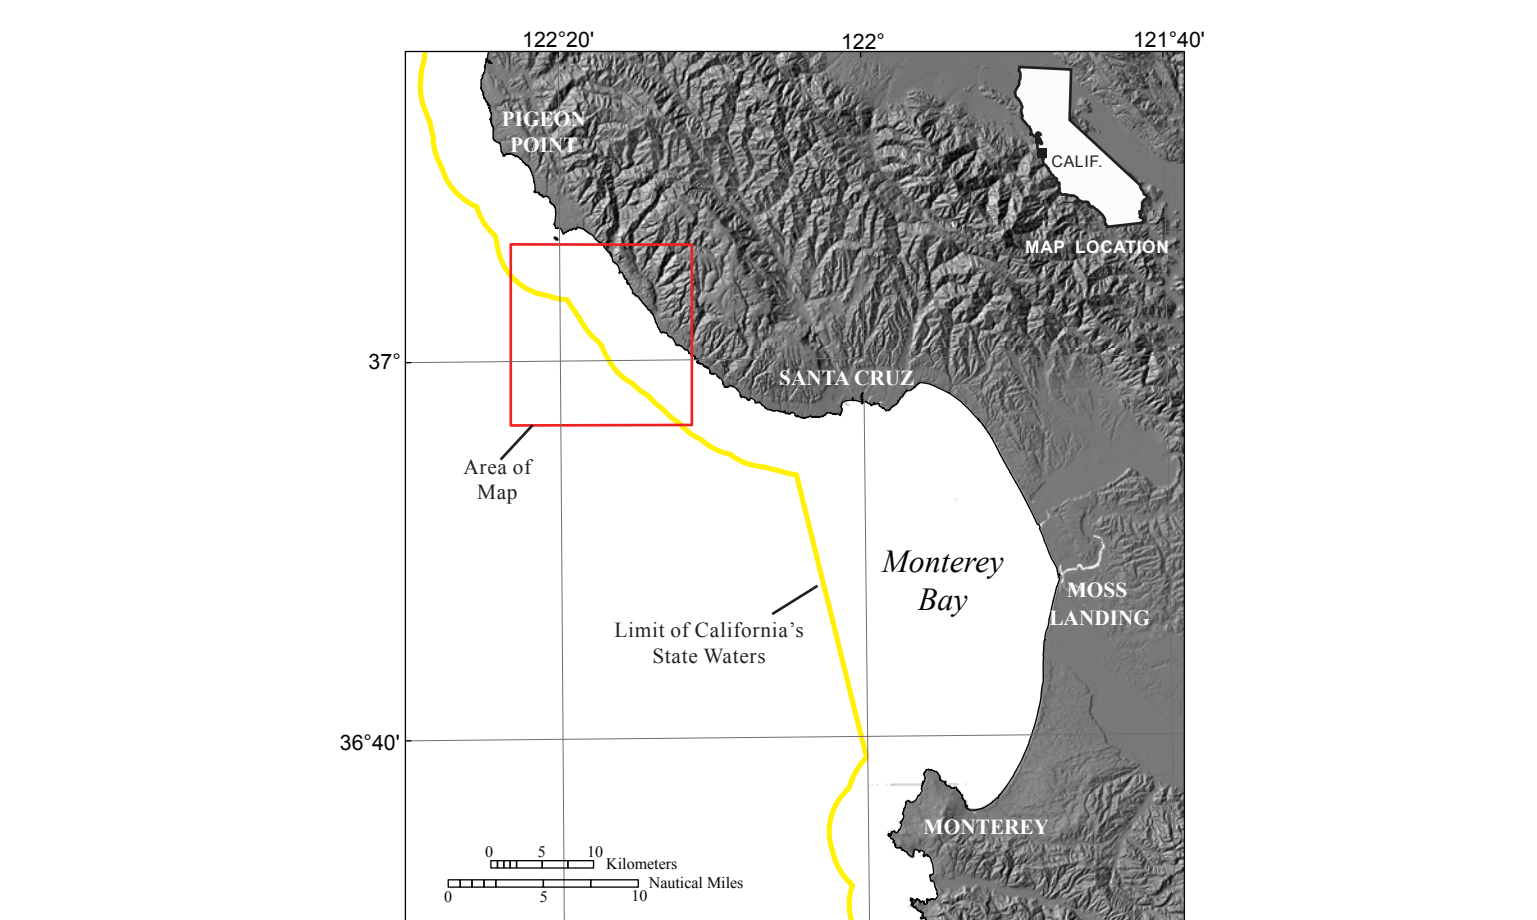 122°20'
122°
121°40'
PIGEON
POINT
CALIF.
MAP LOCATION
37°
SANTA CRUZ
Area of
Map
Monterey
Bay
MOSS
LANDING
Limit of California’s
State Waters
36°40'
MONTEREY
0 5 10
Kilometers
Nautical Miles
0 5 10